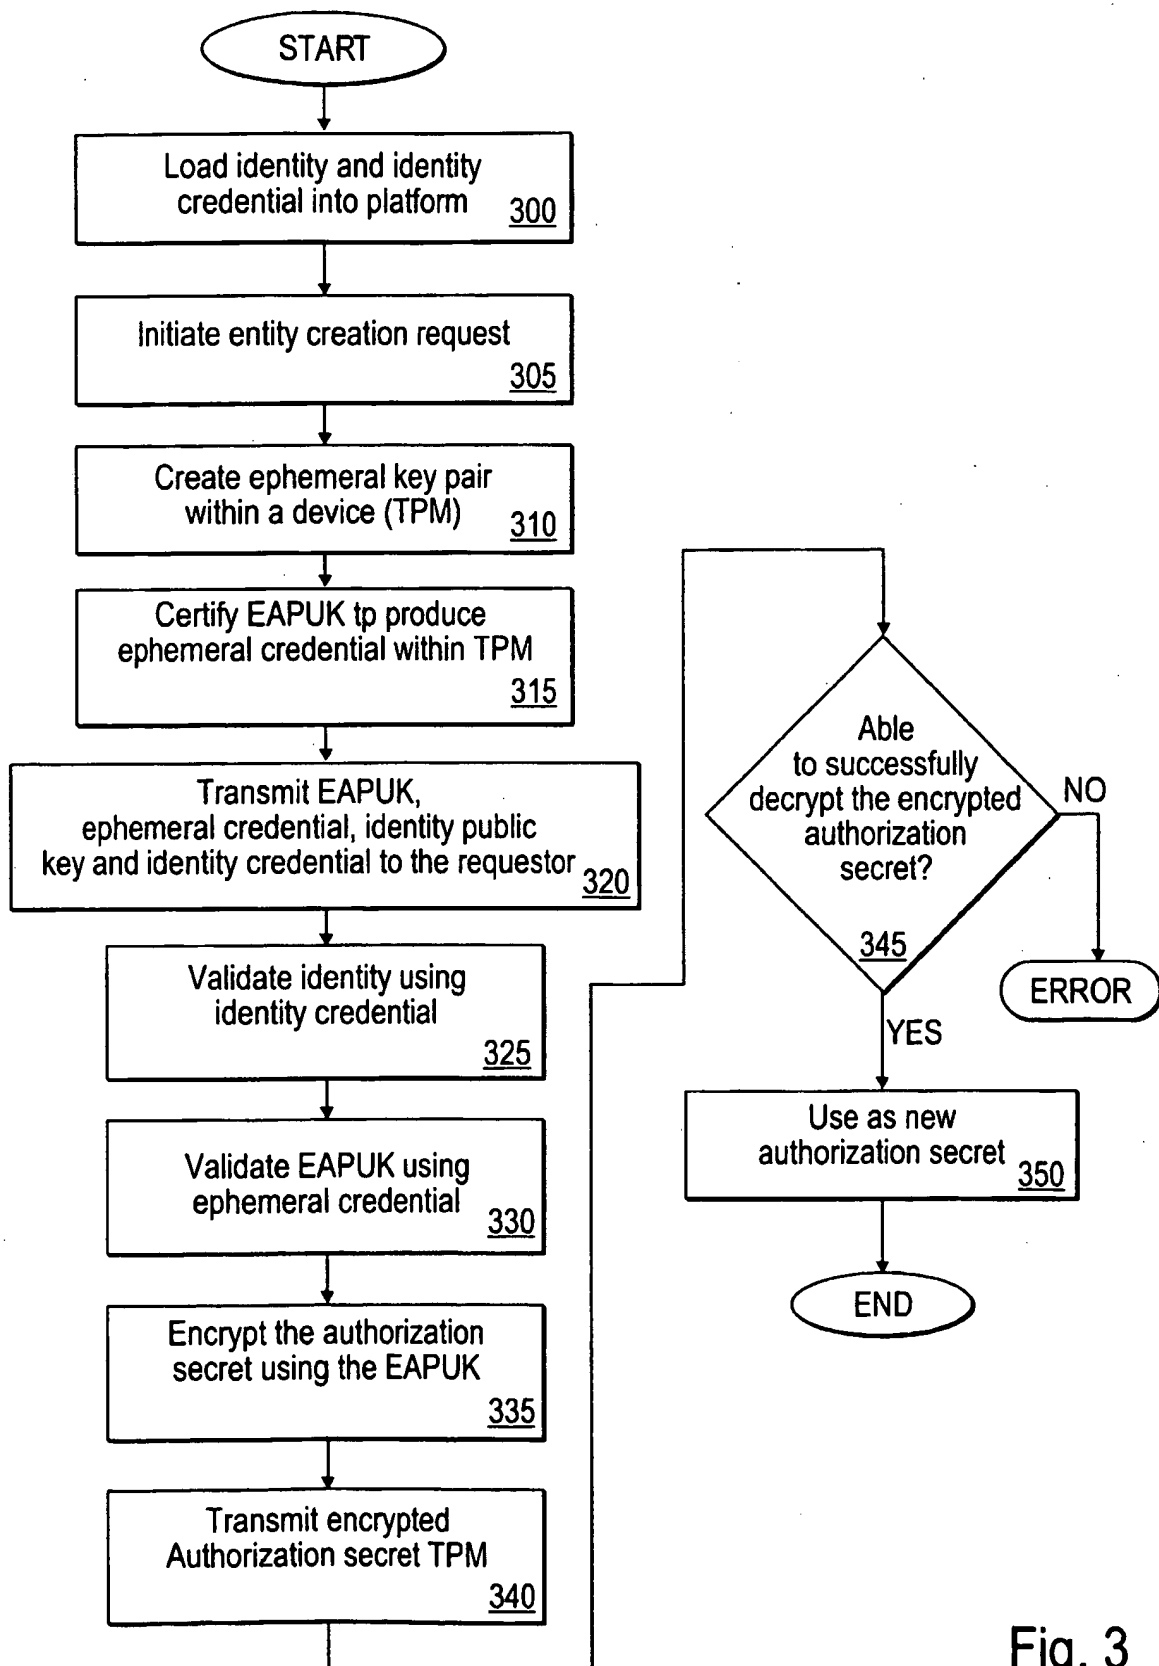 START
Load identity and identity
credential into platform
300
Initiate entity creation request
305
Create ephemeral key pair
within a device (TPM)
310
Certify EAPUK tp produce
ephemeral credential within TPM
315
Transmit EAPUK,
ephemeral credential, identity public
key and identity credential to the requestor
320
Validate identity using
identity credential
325
Validate EAPUK using
ephemeral credential
330
Encrypt the authorization
secret using the EAPUK
335
Transmit encrypted
Authorization secret TPM
340
Able
to successfully
decrypt the encrypted
authorization
secret?
345
NO
ERROR
YES
Use as new
authorization secret
350
END
Fig. 3